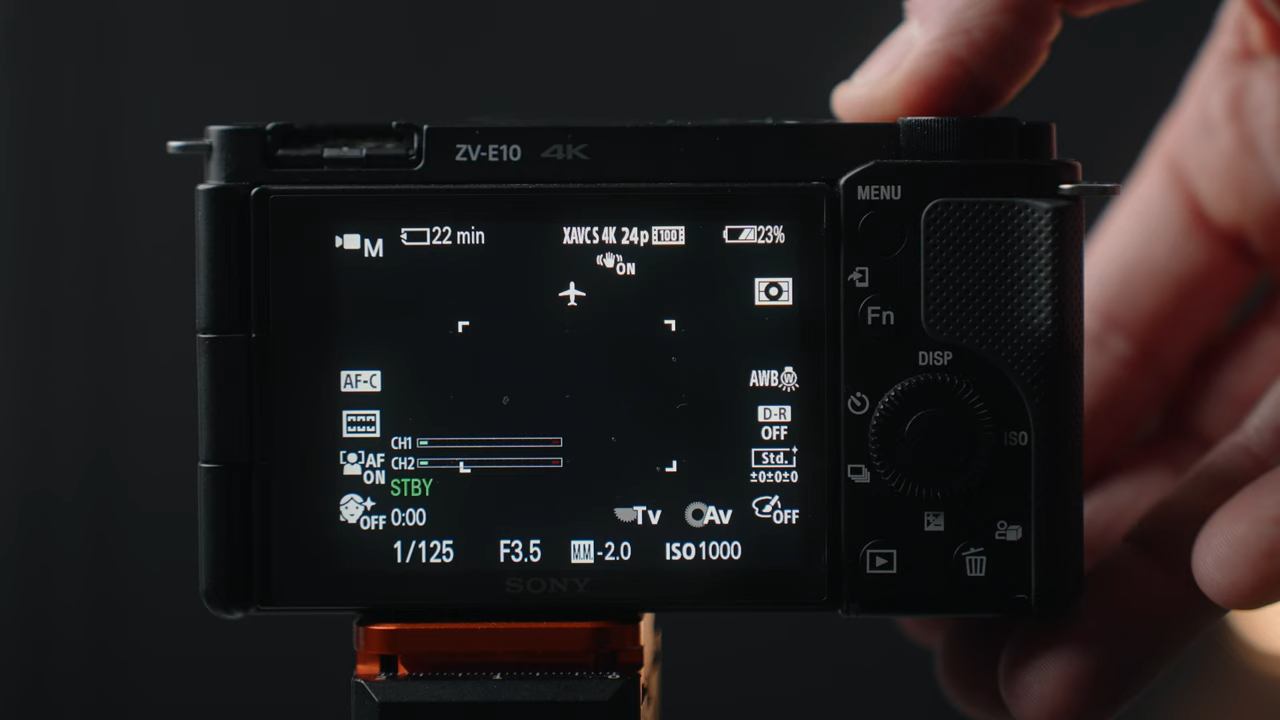 ZV-E10 4K
MENU
M 22 min XAVC S 4K 24p 100 23%
ON
Fn
DISP
AF-C AWB W
D-R
OFF
CH1
ISO
AF CH2 Std.
ON ±0±0±0
STBY
OFF 0:00 Tv Av OFF
1/125 F3.5 M.M. -2.0 ISO 1000
SONY